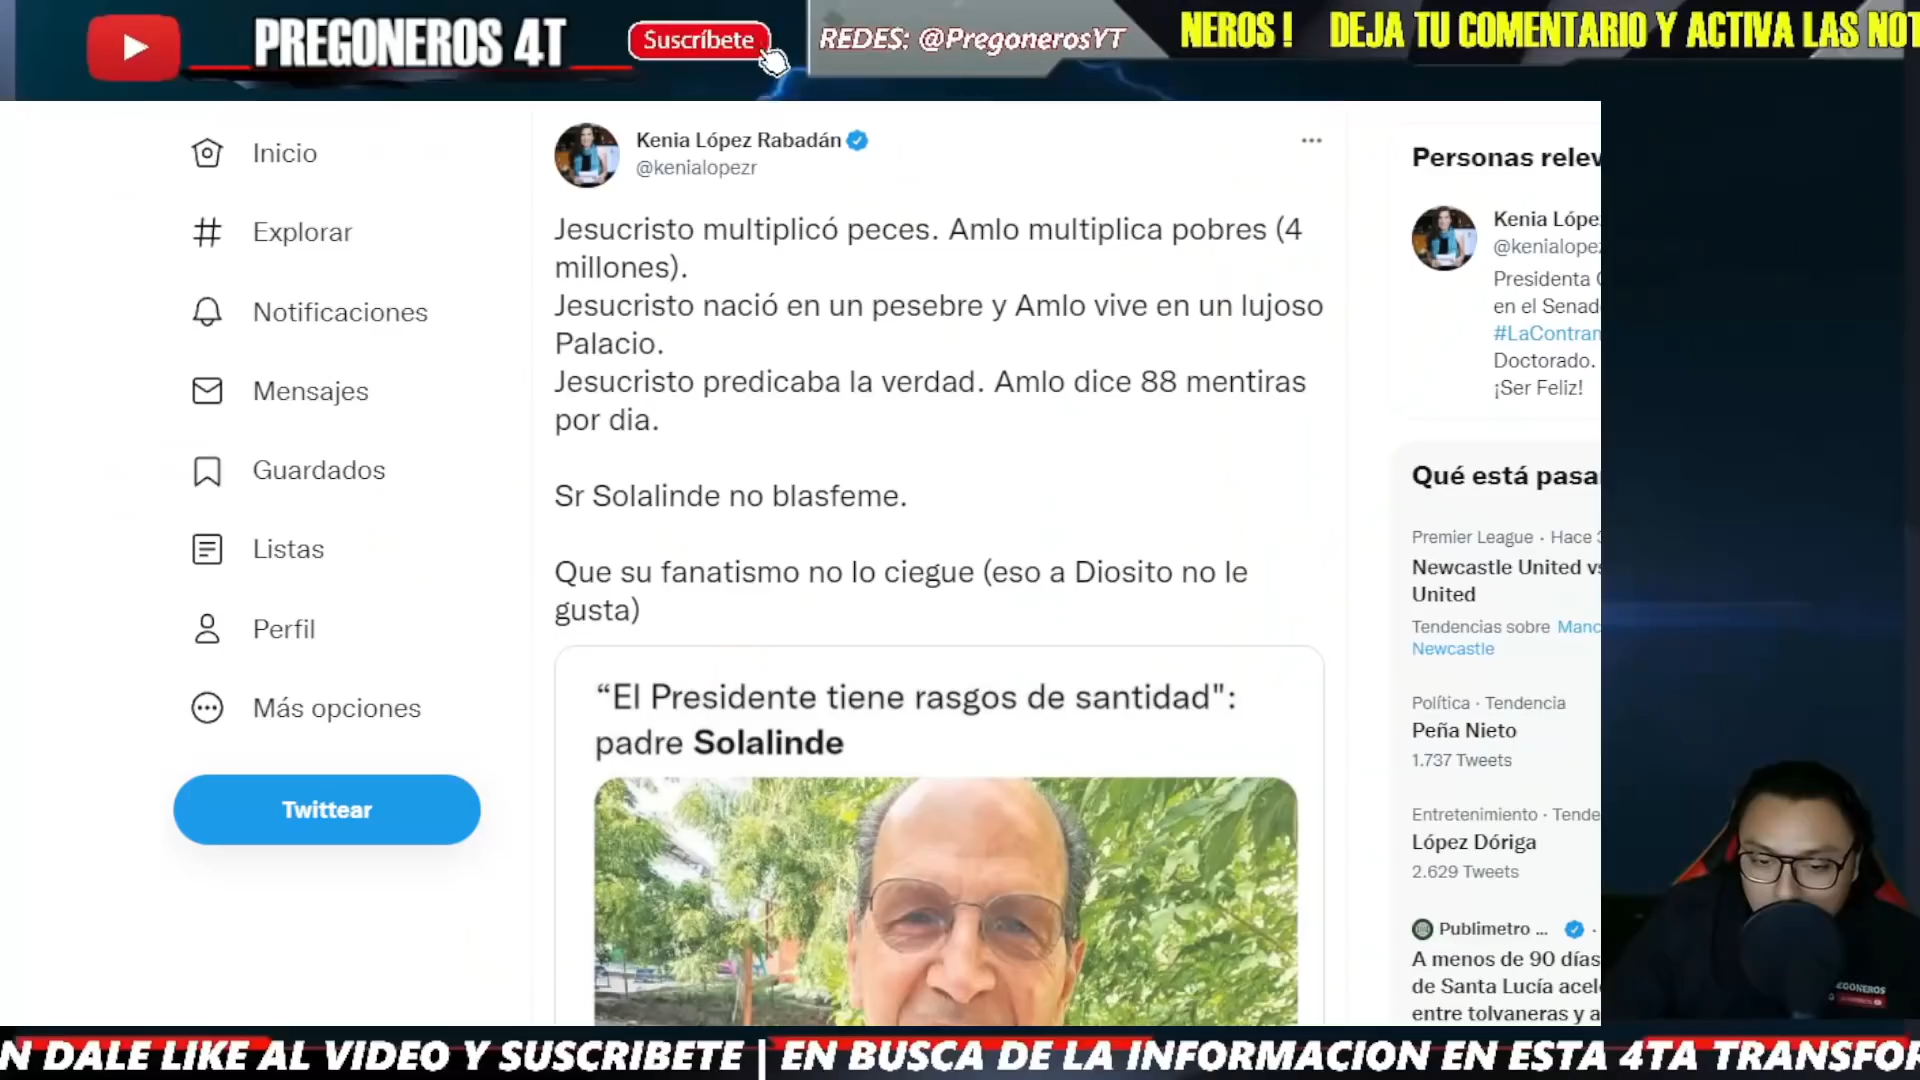 PREGONEROS 4T
Suscríbete
REDES: @PregonerosYT
NEROS ! DEJA TU COMENTARIO Y ACTIVA LAS NOT
Inicio
Explorar
Notificaciones
Mensajes
Guardados
Listas
Perfil
Más opciones
Twittear
Kenia López Rabadán
@kenialopezr
Jesucristo multiplicó peces. Amlo multiplica pobres (4
millones).
Jesucristo nació en un pesebre y Amlo vive en un lujoso
Palacio.
Jesucristo predicaba la verdad. Amlo dice 88 mentiras
por dia.
Sr Solalinde no blasfeme.
Que su fanatismo no lo ciegue (eso a Diosito no le
gusta)
“El Presidente tiene rasgos de santidad":
padre Solalinde
Personas relev
Kenia Lópe
@kenialope
Presidenta
en el Senad
#LaContran
Doctorado.
¡Ser Feliz!
Qué está pasa
Premier League · Hace
Newcastle United vs
United
Tendencias sobre Manc
Newcastle
Política · Tendencia
Peña Nieto
1.737 Tweets
Entretenimiento · Tende
López Dóriga
2.629 Tweets
Publimetro ... ·
A menos de 90 días
de Santa Lucía acele
entre tolvaneras y a
EGONEROS
N DALE LIKE AL VIDEO Y SUSCRIBETE | EN BUSCA DE LA INFORMACION EN ESTA 4TA TRANSFOR